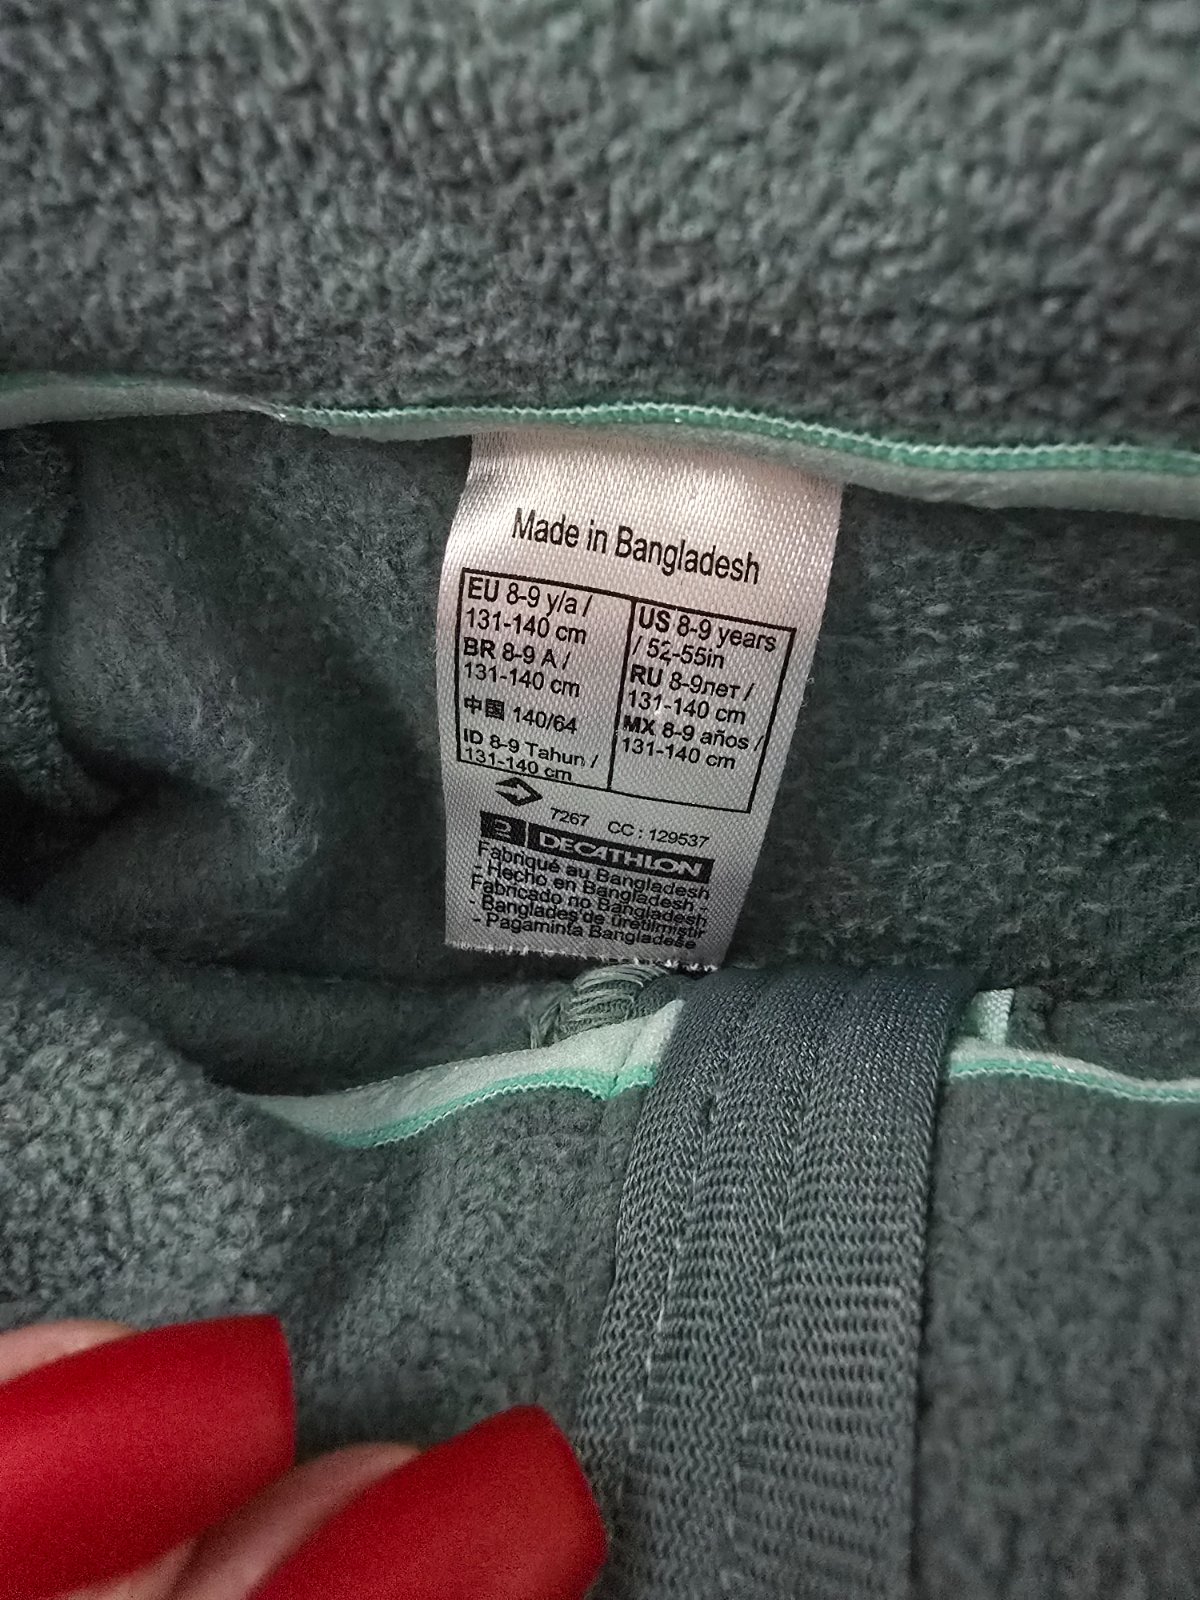 Made in Bangladesh
EU 8-9 y/a /
131-140 cm
BR 8-9 A /
131-140 cm
中国 140/64
ID 8-9 Tahun /
131-140 cm
US 8-9 years
/ 52-55in
RU 8-9лет /
131-140 cm
MX 8-9 años /
131-140 cm
7267 CC : 129537
DECATHLON
Fabriqué au Bangladesh
- Hecho en Bangladesh -
Fabricado no Bangladesh
- Bangladeş'de üretilmiştir
- Pagaminta Bangladeše